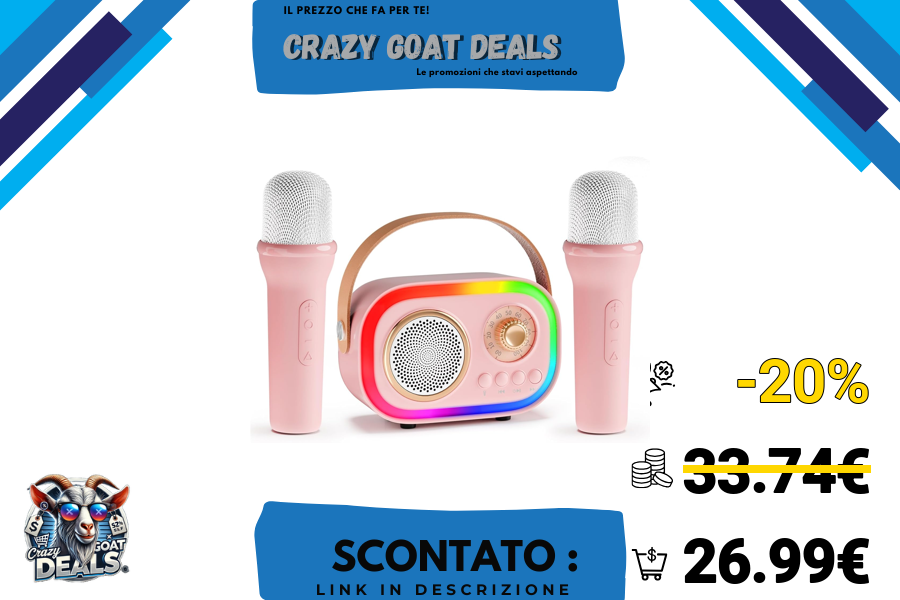 IL PREZZO CHE FA PER TE!
CRAZY GOAT DEALS
Le promozioni che stavi aspettando
-20%
33.74€
26.99€
SCONTATO :
LINK IN DESCRIZIONE
Crazy
GOAT
DEALS